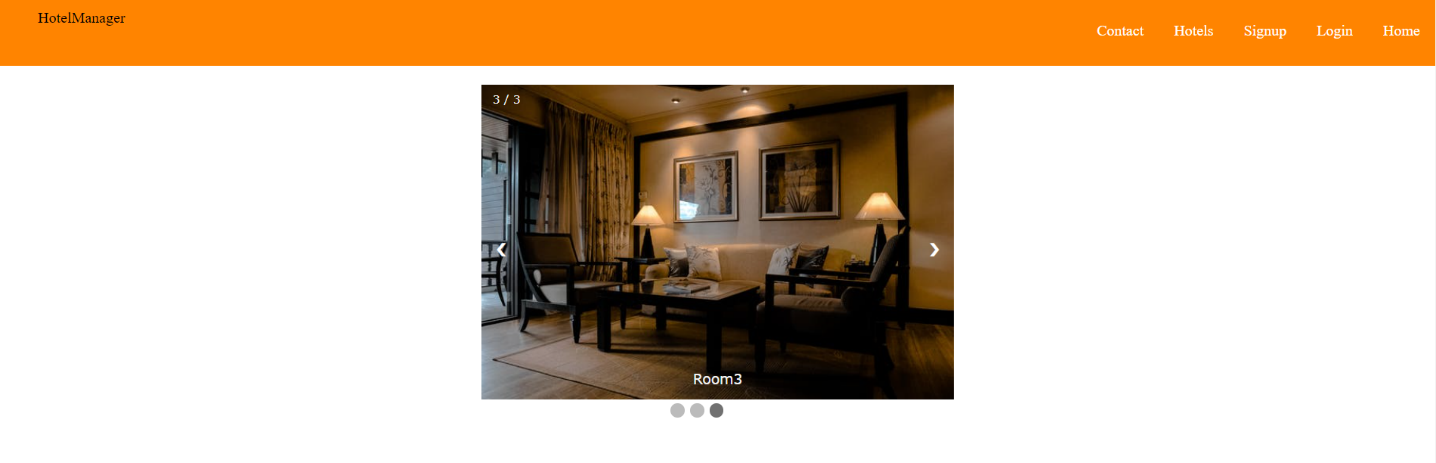 HotelManager
Contact Hotels Signup Login Home
3 / 3
❮ ❯
Room3